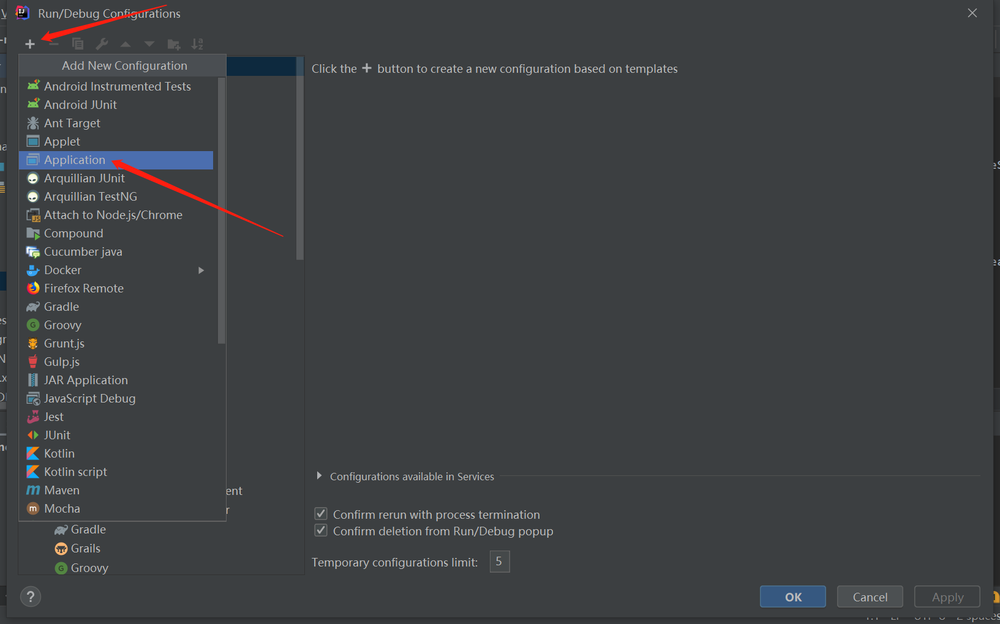 Run/Debug Configurations
Add New Configuration
Click the + button to create a new configuration based on templates
Android Instrumented Tests
Android JUnit
Ant Target
Applet
Application
Arquillian JUnit
Arquillian TestNG
Attach to Node.js/Chrome
Compound
Cucumber java
Docker
Firefox Remote
Gradle
Groovy
Grunt.js
Gulp.js
JAR Application
JavaScript Debug
Jest
JUnit
Kotlin
Kotlin script
Maven
Mocha
ent
r
Gradle
Grails
Groovy
Configurations available in Services
Confirm rerun with process termination
Confirm deletion from Run/Debug popup
Temporary configurations limit: 5
?
OK
Cancel
Apply